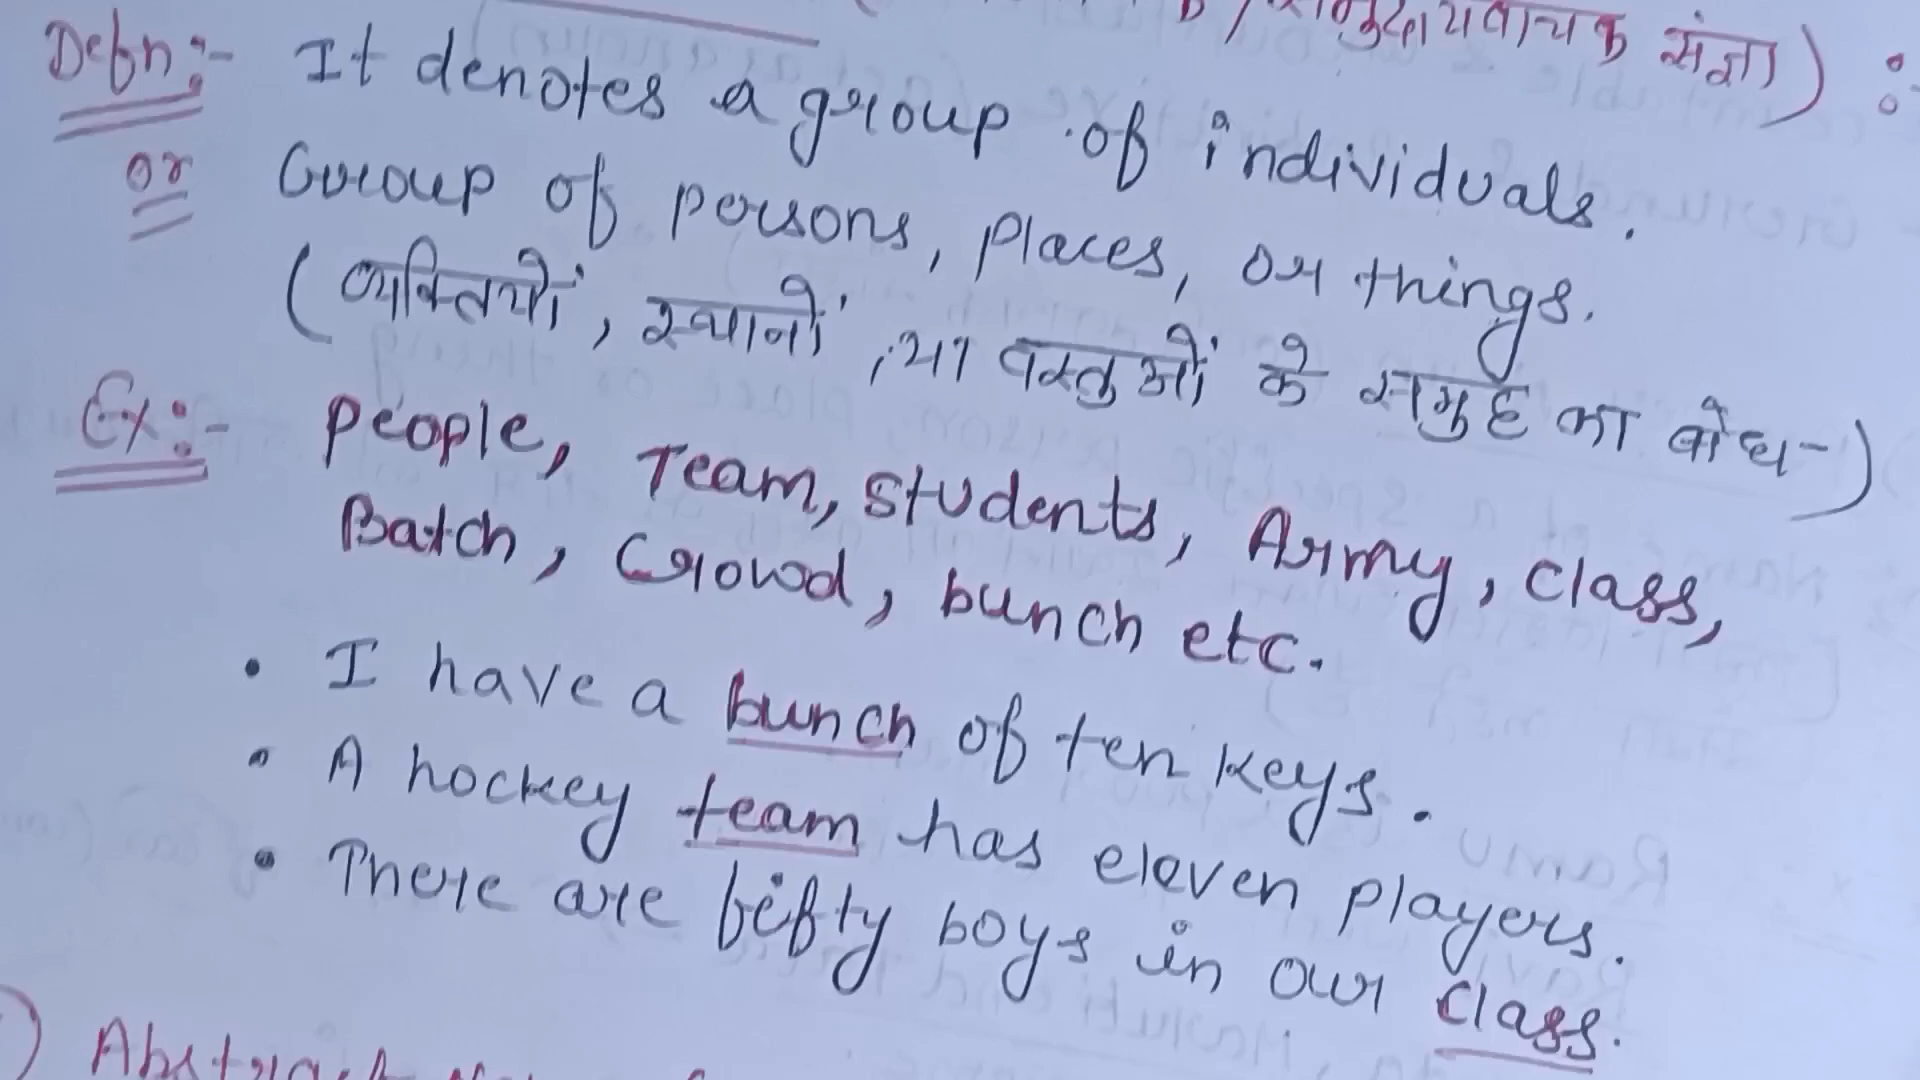 समुदायवाचक संज्ञा) :
Defn:- It denotes a group of individuals.
or Group of persons, places, or things.
(व्यक्तियों, स्थानों, या वस्तुओं के समुह का बोध-)
Ex:- People, Team, students, Army, class,
Batch, Crowd, bunch etc.
• I have a bunch of ten keys.
• A hockey team has eleven players.
• There are fifty boys in our class.
) Abstract